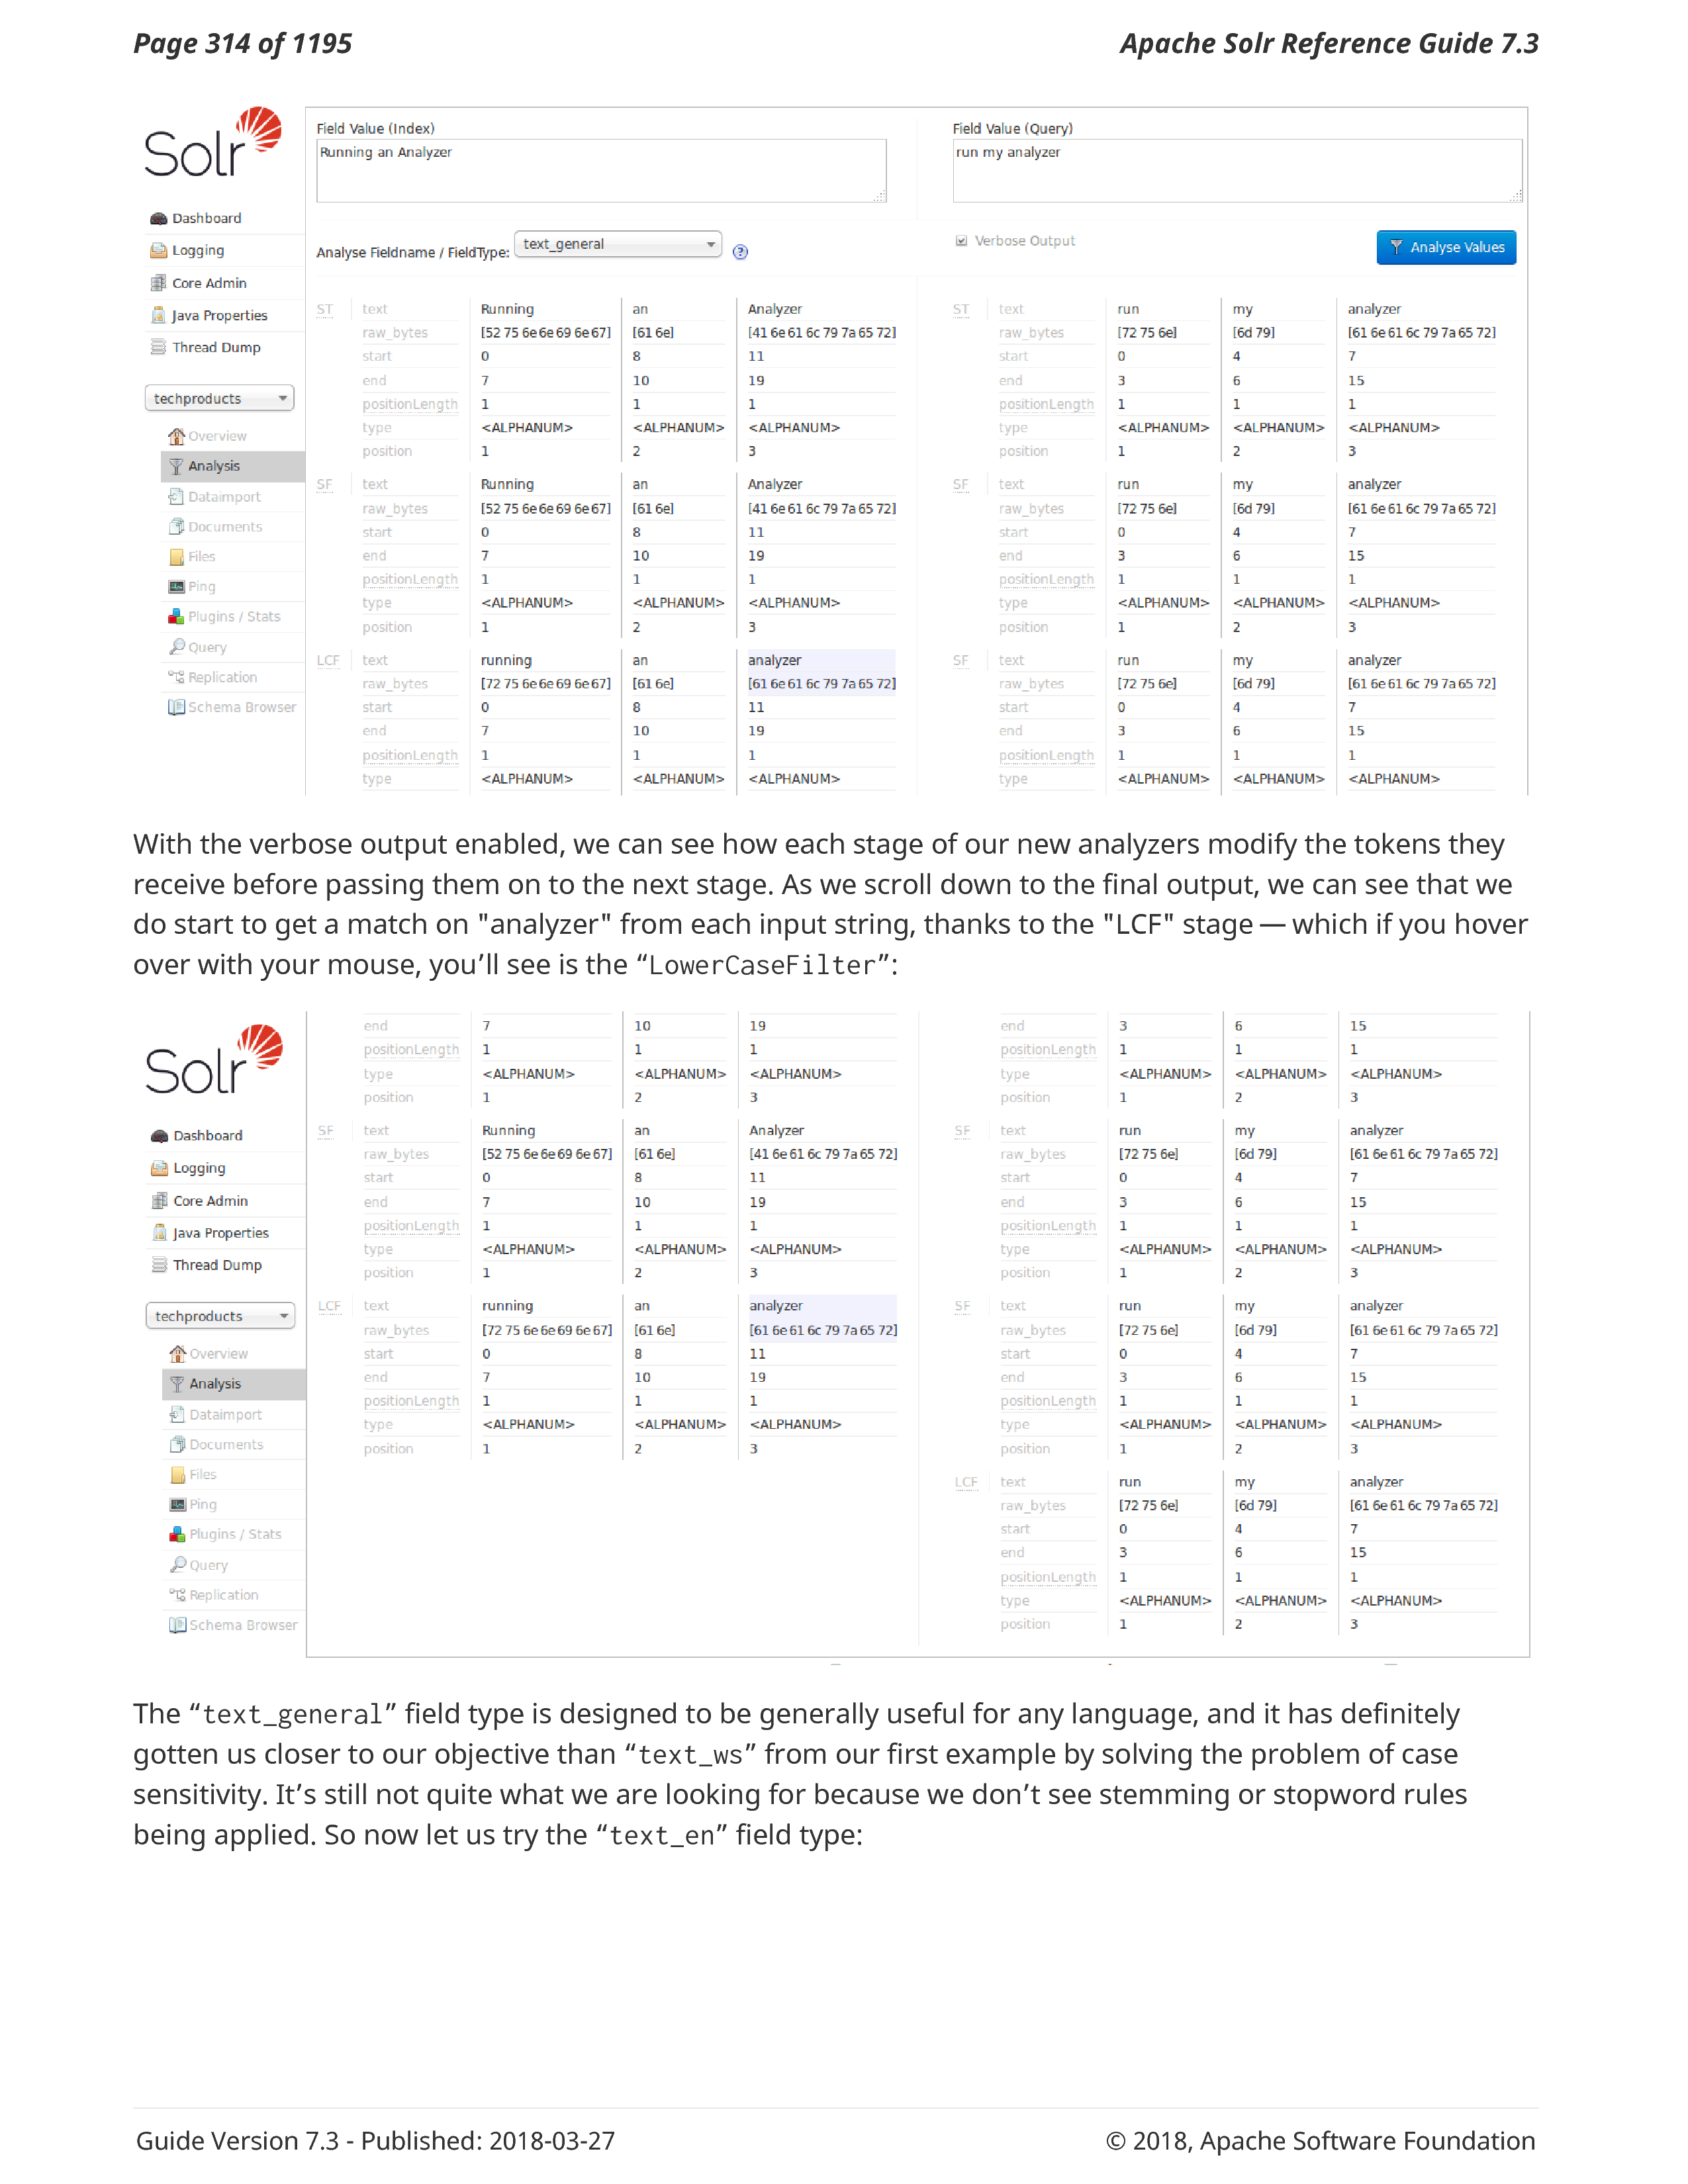 Page 314 of 1195 Apache Solr Reference Guide 7.3
Solr
Dashboard
Logging
Core Admin
Java Properties
Thread Dump
techproducts
Overview
Analysis
Dataimport
Documents
Files
Ping
Plugins / Stats
Query
Replication
Schema Browser
Field Value (Index) Field Value (Query)
Running an Analyzer run my analyzer
Analyse Fieldname / FieldType: text_general ? Verbose Output Analyse Values
ST text Running an Analyzer ST text run my analyzer
raw_bytes [52 75 6e 6e 69 6e 67] [61 6e] [41 6e 61 6c 79 7a 65 72] raw_bytes [72 75 6e] [6d 79] [61 6e 61 6c 79 7a 65 72]
start 0 8 11 start 0 4 7
end 7 10 19 end 3 6 15
positionLength 1 1 1 positionLength 1 1 1
type <ALPHANUM> <ALPHANUM> <ALPHANUM> type <ALPHANUM> <ALPHANUM> <ALPHANUM>
position 1 2 3 position 1 2 3
SF text Running an Analyzer SF text run my analyzer
raw_bytes [52 75 6e 6e 69 6e 67] [61 6e] [41 6e 61 6c 79 7a 65 72] raw_bytes [72 75 6e] [6d 79] [61 6e 61 6c 79 7a 65 72]
start 0 8 11 start 0 4 7
end 7 10 19 end 3 6 15
positionLength 1 1 1 positionLength 1 1 1
type <ALPHANUM> <ALPHANUM> <ALPHANUM> type <ALPHANUM> <ALPHANUM> <ALPHANUM>
position 1 2 3 position 1 2 3
LCF text running an analyzer SF text run my analyzer
raw_bytes [72 75 6e 6e 69 6e 67] [61 6e] [61 6e 61 6c 79 7a 65 72] raw_bytes [72 75 6e] [6d 79] [61 6e 61 6c 79 7a 65 72]
start 0 8 11 start 0 4 7
end 7 10 19 end 3 6 15
positionLength 1 1 1 positionLength 1 1 1
type <ALPHANUM> <ALPHANUM> <ALPHANUM> type <ALPHANUM> <ALPHANUM> <ALPHANUM>
With the verbose output enabled, we can see how each stage of our new analyzers modify the tokens they
receive before passing them on to the next stage. As we scroll down to the final output, we can see that we
do start to get a match on "analyzer" from each input string, thanks to the "LCF" stage — which if you hover
over with your mouse, you’ll see is the “LowerCaseFilter”:
Solr
Dashboard
Logging
Core Admin
Java Properties
Thread Dump
techproducts
Overview
Analysis
Dataimport
Documents
Files
Ping
Plugins / Stats
Query
Replication
Schema Browser
end 7 10 19 end 3 6 15
positionLength 1 1 1 positionLength 1 1 1
type <ALPHANUM> <ALPHANUM> <ALPHANUM> type <ALPHANUM> <ALPHANUM> <ALPHANUM>
position 1 2 3 position 1 2 3
SF text Running an Analyzer SF text run my analyzer
raw_bytes [52 75 6e 6e 69 6e 67] [61 6e] [41 6e 61 6c 79 7a 65 72] raw_bytes [72 75 6e] [6d 79] [61 6e 61 6c 79 7a 65 72]
start 0 8 11 start 0 4 7
end 7 10 19 end 3 6 15
positionLength 1 1 1 positionLength 1 1 1
type <ALPHANUM> <ALPHANUM> <ALPHANUM> type <ALPHANUM> <ALPHANUM> <ALPHANUM>
position 1 2 3 position 1 2 3
LCF text running an analyzer SF text run my analyzer
raw_bytes [72 75 6e 6e 69 6e 67] [61 6e] [61 6e 61 6c 79 7a 65 72] raw_bytes [72 75 6e] [6d 79] [61 6e 61 6c 79 7a 65 72]
start 0 8 11 start 0 4 7
end 7 10 19 end 3 6 15
positionLength 1 1 1 positionLength 1 1 1
type <ALPHANUM> <ALPHANUM> <ALPHANUM> type <ALPHANUM> <ALPHANUM> <ALPHANUM>
position 1 2 3 position 1 2 3
LCF text run my analyzer
raw_bytes [72 75 6e] [6d 79] [61 6e 61 6c 79 7a 65 72]
start 0 4 7
end 3 6 15
positionLength 1 1 1
type <ALPHANUM> <ALPHANUM> <ALPHANUM>
position 1 2 3
The “text_general” field type is designed to be generally useful for any language, and it has definitely
gotten us closer to our objective than “text_ws” from our first example by solving the problem of case
sensitivity. It’s still not quite what we are looking for because we don’t see stemming or stopword rules
being applied. So now let us try the “text_en” field type:
Guide Version 7.3 - Published: 2018-03-27 © 2018, Apache Software Foundation